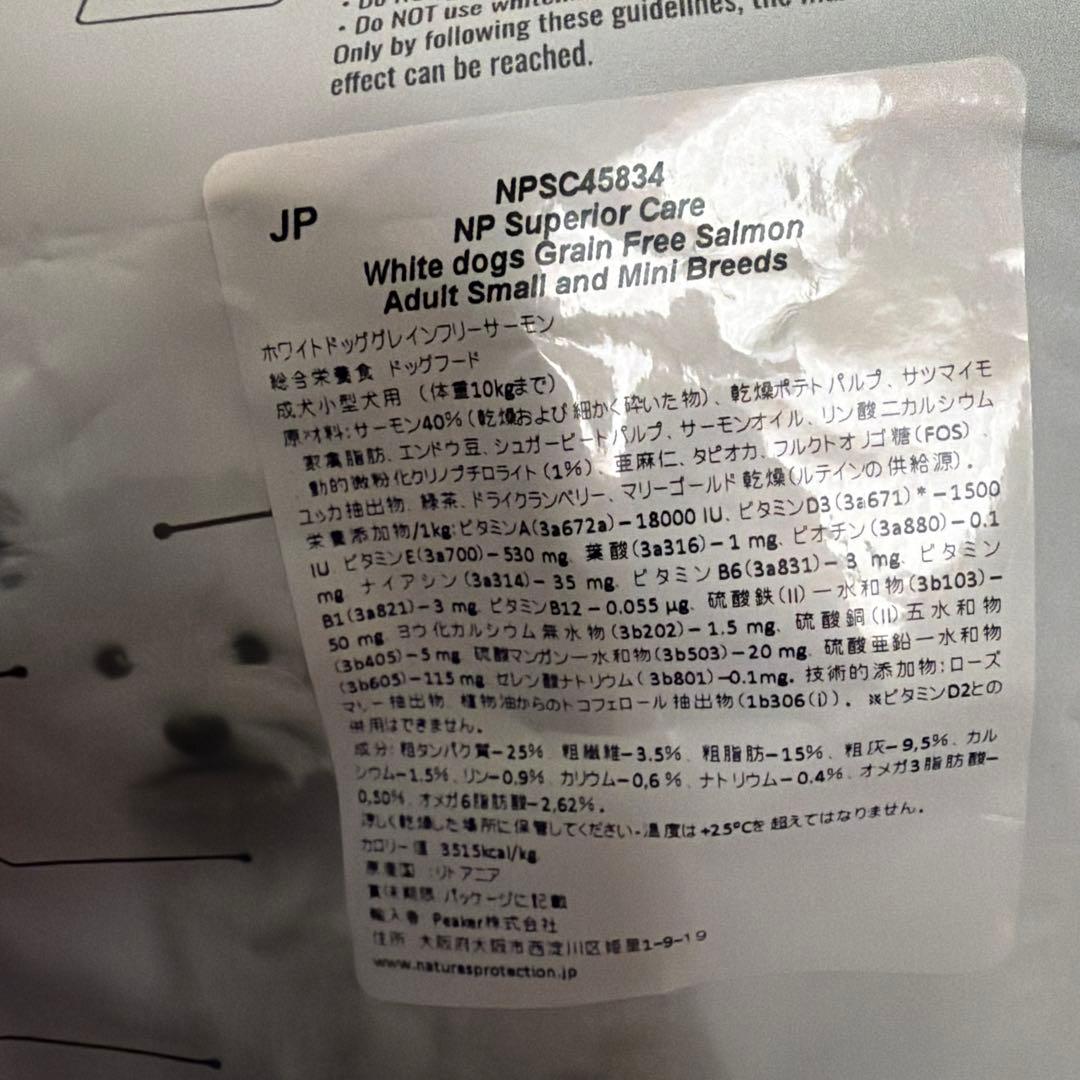 · Do NOT use
Only by following these guidelines, the
effect can be reached.
JP
NPSC45834
NP Superior Care
White dogs Grain Free Salmon
Adult Small and Mini Breeds
ホワイトドッググレインフリーサーモン
総合栄養食 ドッグフード
成犬小型犬用 (体重10kgまで)
原材料:サーモン40%(乾燥および細かく砕いた物)、乾燥ポテトパルプ、サツマイモ
家禽脂肪、エンドウ豆、シュガービートパルプ、サーモンオイル、リン酸二カルシウム
動的微粉化クリノプチロライト(1%)、亜麻仁、タピオカ、フルクトオリゴ糖(FOS)、
ユッカ抽出物、緑茶、ドライクランベリー、マリーゴールド乾燥(ルテインの供給源)。
栄養添加物/1kg:ビタミンA(3a672a)–18000 IU、ビタミンD3(3a671)*–1500
IU ビタミンE(3a700)–530 mg、葉酸(3a316)–1 mg、ビオチン(3a880)–0.1
mg ナイアシン(3a314)–35 mg、ビタミンB6(3a831)–3 mg、ビタミン
B1(3a821)–3 mg、ビタミンB12–0.055 μg、硫酸鉄(II)一水和物(3b103)–
50 mg、ヨウ化カルシウム無水物(3b202)–1.5 mg、硫酸銅(II)五水和物
(3b405)–5 mg、硫酸マンガン一水和物(3b503)–20 mg、硫酸亜鉛一水和物
(3b605)–115 mg、セレン酸ナトリウム(3b801)–0.1mg。技術的添加物:ローズ
マリー抽出物、植物油からのトコフェロール抽出物(1b306(i))。※ビタミンD2との
併用はできません。
成分:粗タンパク質–25%、粗繊維–3.5%、粗脂肪–15%、粗灰–9,5%、カル
シウム–1.5%、リン–0.9%、カリウム–0,6%、ナトリウム–0.4%、オメガ3脂肪酸–
0,50%、オメガ6脂肪酸–2,62%。
涼しく乾燥した場所に保管してください-温度は+25°Cを超えてはなりません。
カロリー値 3515kcal/kg
原産国:リトアニア
賞味期限 パッケージに記載
輸入者 Peaker株式会社
住所 大阪府大阪市西淀川区姫里1-9-19
www.naturesprotection.jp